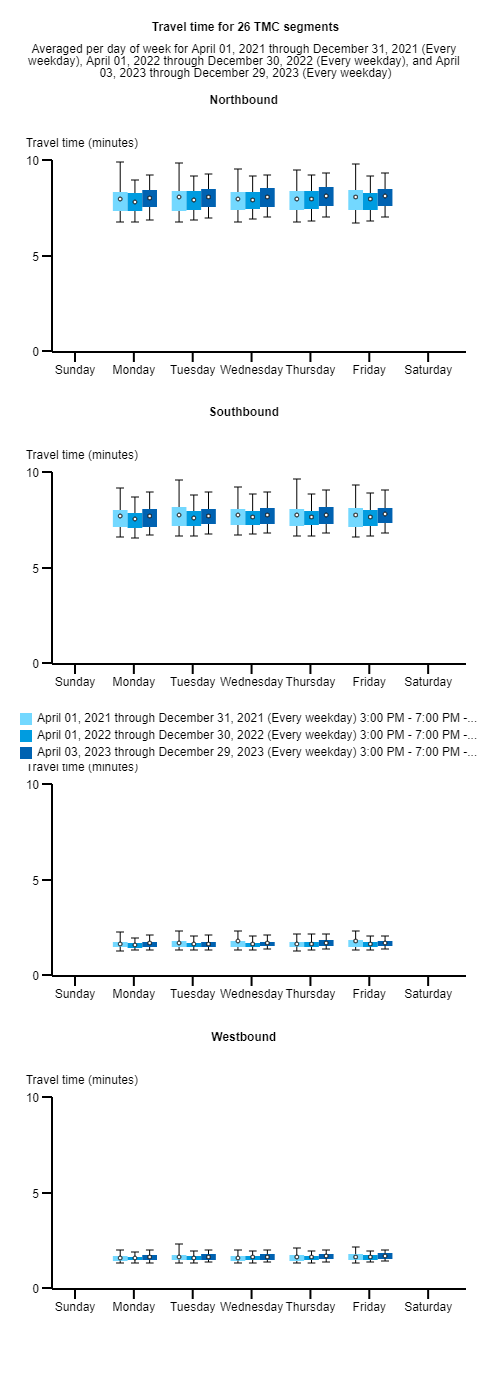 Travel time for 26 TMC segments
Averaged per day of week for April 01, 2021 through December 31, 2021 (Every
weekday), April 01, 2022 through December 30, 2022 (Every weekday), and April
03, 2023 through December 29, 2023 (Every weekday)
Northbound
Travel time (minutes)
10
5
0
Sunday Monday Tuesday Wednesday Thursday Friday Saturday
Southbound
Travel time (minutes)
10
5
0
Sunday Monday Tuesday Wednesday Thursday Friday Saturday
April 01, 2021 through December 31, 2021 (Every weekday) 3:00 PM - 7:00 PM -...
April 01, 2022 through December 30, 2022 (Every weekday) 3:00 PM - 7:00 PM -...
April 03, 2023 through December 29, 2023 (Every weekday) 3:00 PM - 7:00 PM -...
Travel time (minutes)
10
5
0
Sunday Monday Tuesday Wednesday Thursday Friday Saturday
Westbound
Travel time (minutes)
10
5
0
Sunday Monday Tuesday Wednesday Thursday Friday Saturday